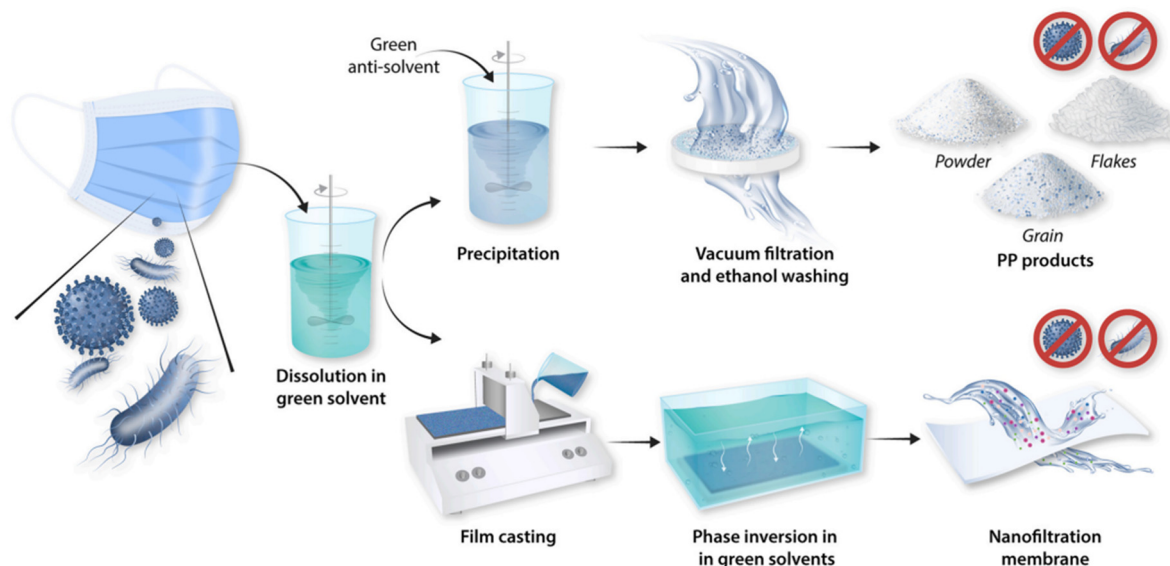 Green
anti-solvent
Powder
Flakes
Grain
Precipitation
Vacuum filtration
and ethanol washing
PP products
Dissolution in
green solvent
Film casting
Phase inversion in
in green solvents
Nanofiltration
membrane